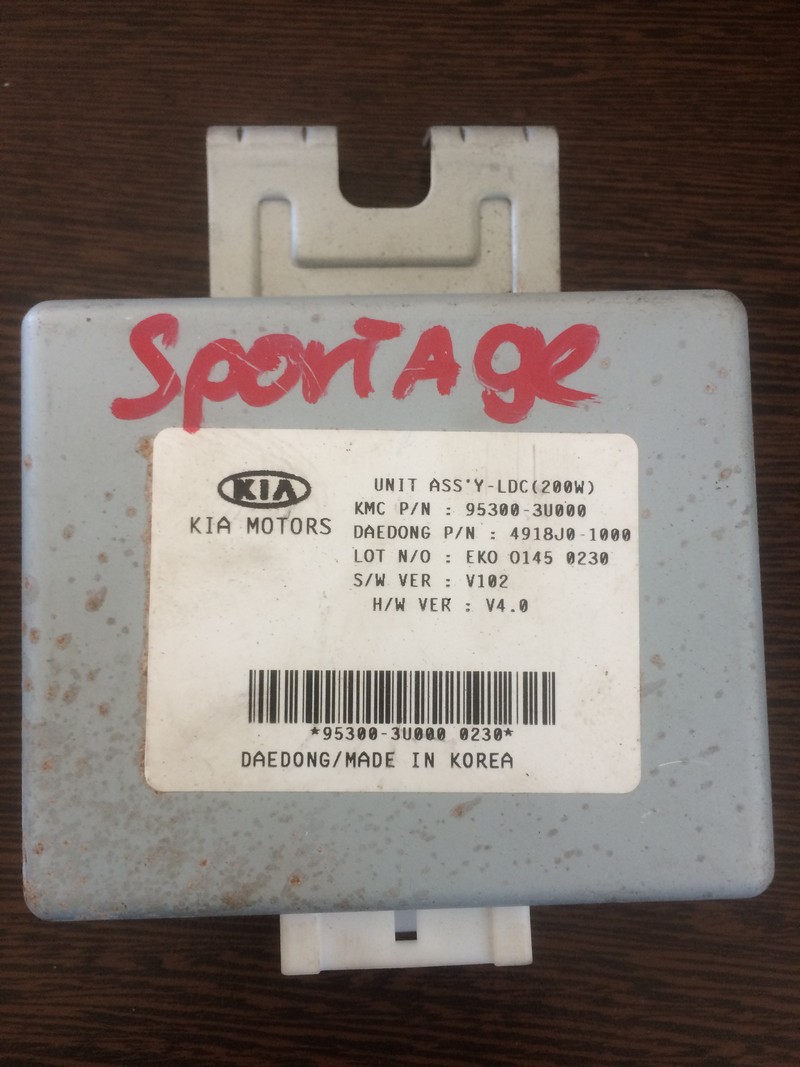 SporTAge
KIA
KIA MOTORS
UNIT ASS'Y-LDC(200W)
KMC P/N : 95300-3U000
DAEDONG P/N : 4918J0-1000
LOT N/O : EKO O145 0230
S/W VER : V102
H/W VER : V4.0
*95300-3U000 0230*
DAEDONG/MADE IN KOREA